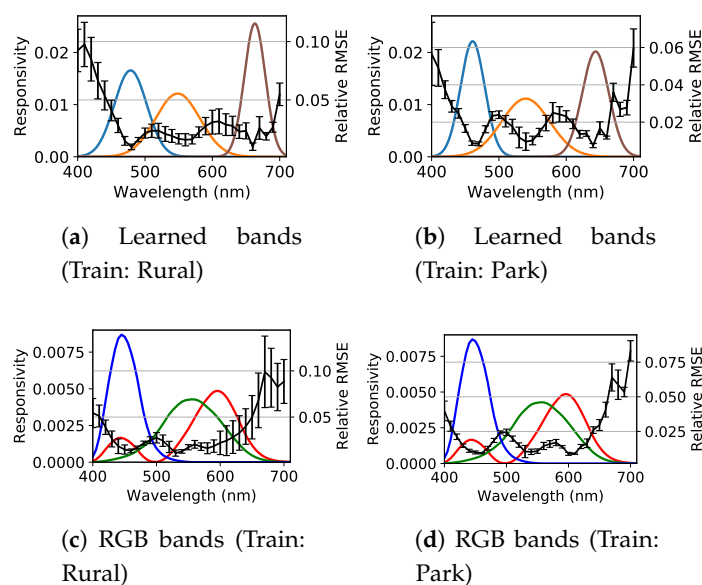 0.02
0.01
0.00
Responsivity
0.10
0.05
Relative RMSE
400 500 600 700
Wavelength (nm)
(a) Learned bands
(Train: Rural)
0.02
0.01
0.00
Responsivity
0.06
0.04
0.02
Relative RMSE
400 500 600 700
Wavelength (nm)
(b) Learned bands
(Train: Park)
0.0075
0.0050
0.0025
0.0000
Responsivity
0.10
0.05
Relative RMSE
400 500 600 700
Wavelength (nm)
(c) RGB bands (Train:
Rural)
0.0075
0.0050
0.0025
0.0000
Responsivity
0.075
0.050
0.025
Relative RMSE
400 500 600 700
Wavelength (nm)
(d) RGB bands (Train:
Park)